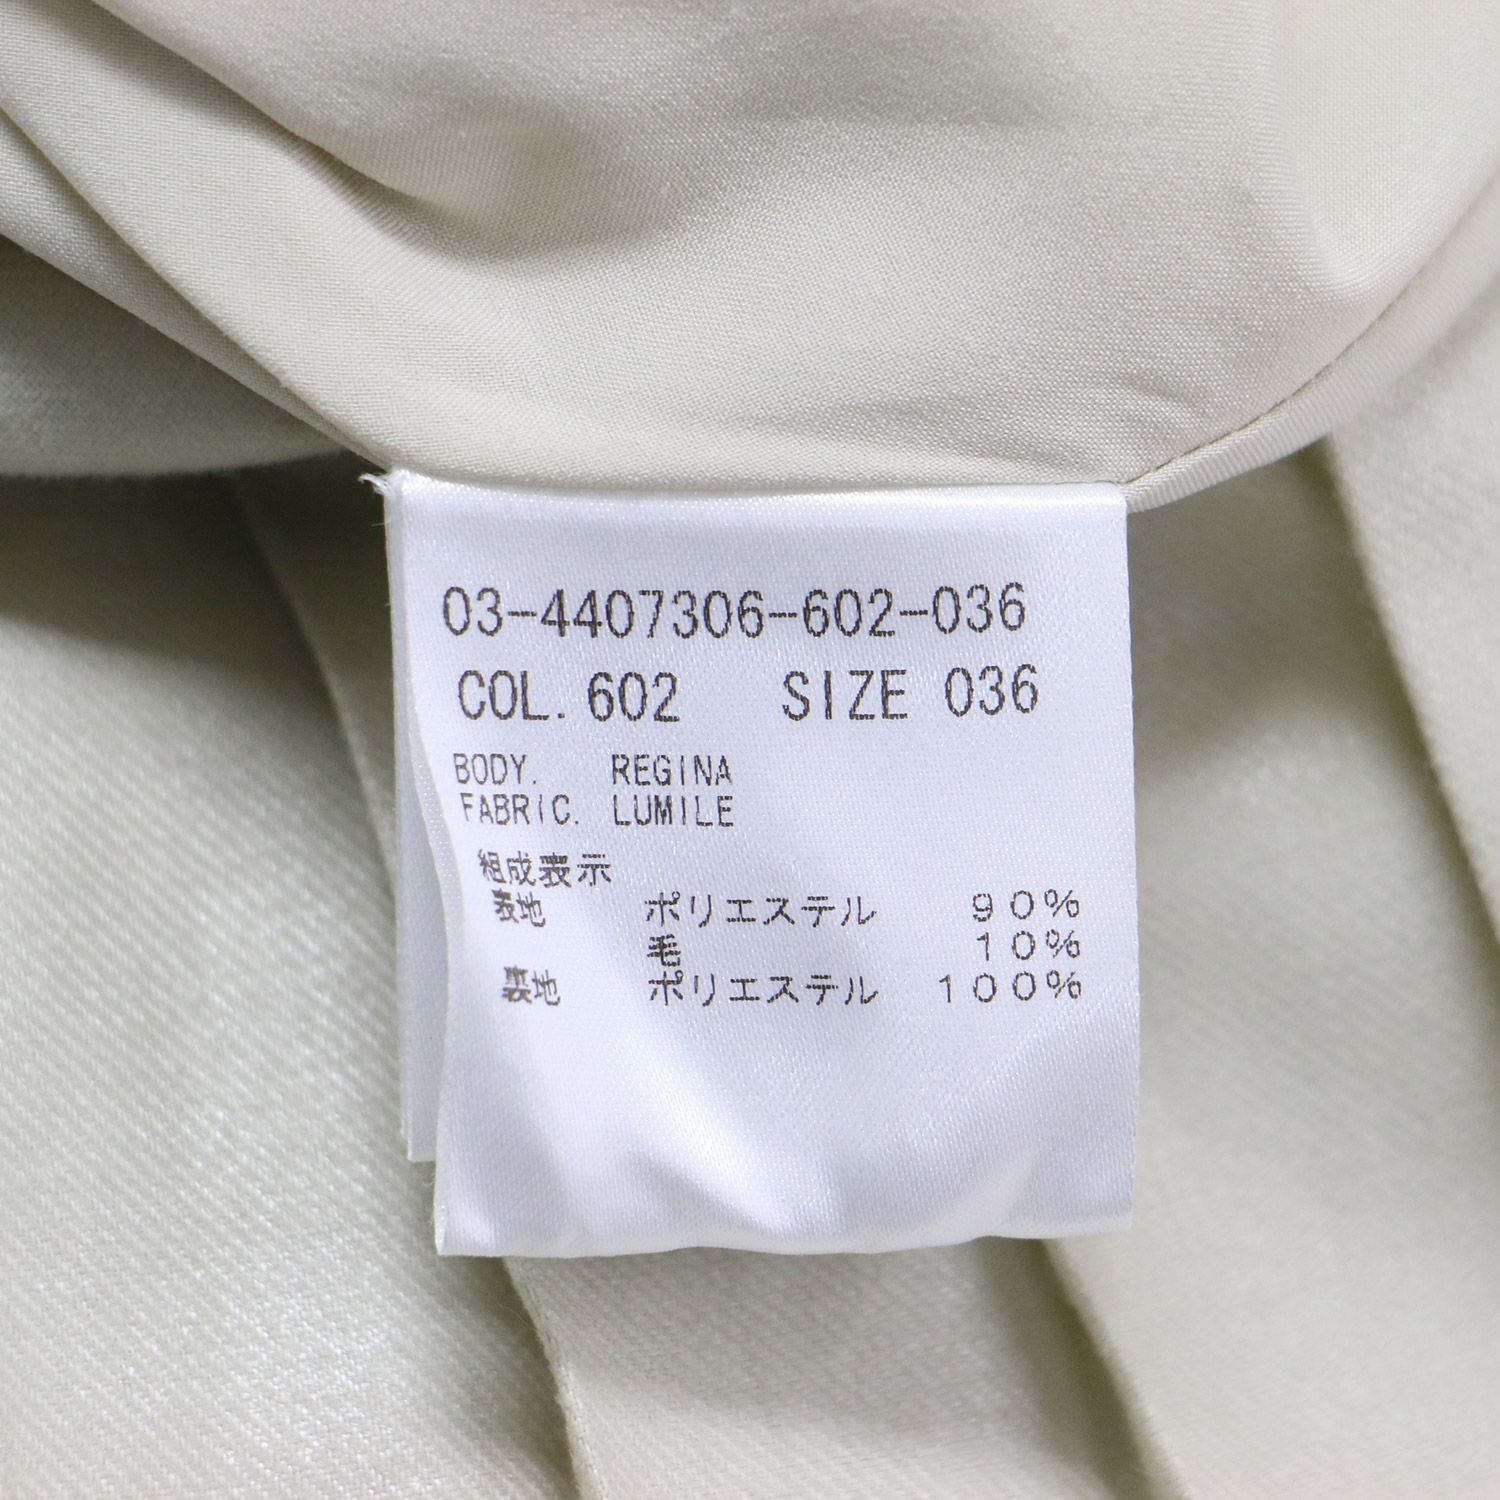 03-4407306-602-036
COL. 602 SIZE 036
BODY. REGINA
FABRIC. LUMILE
組成表示
表地 ポリエステル 90%
毛 10%
裏地 ポリエステル 100%